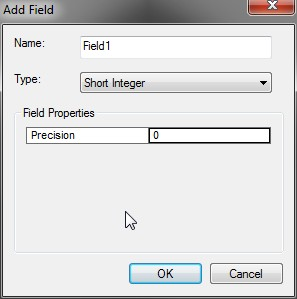 Add Field
Name: Field1
Type: Short Integer
Field Properties
Precision 0
OK Cancel